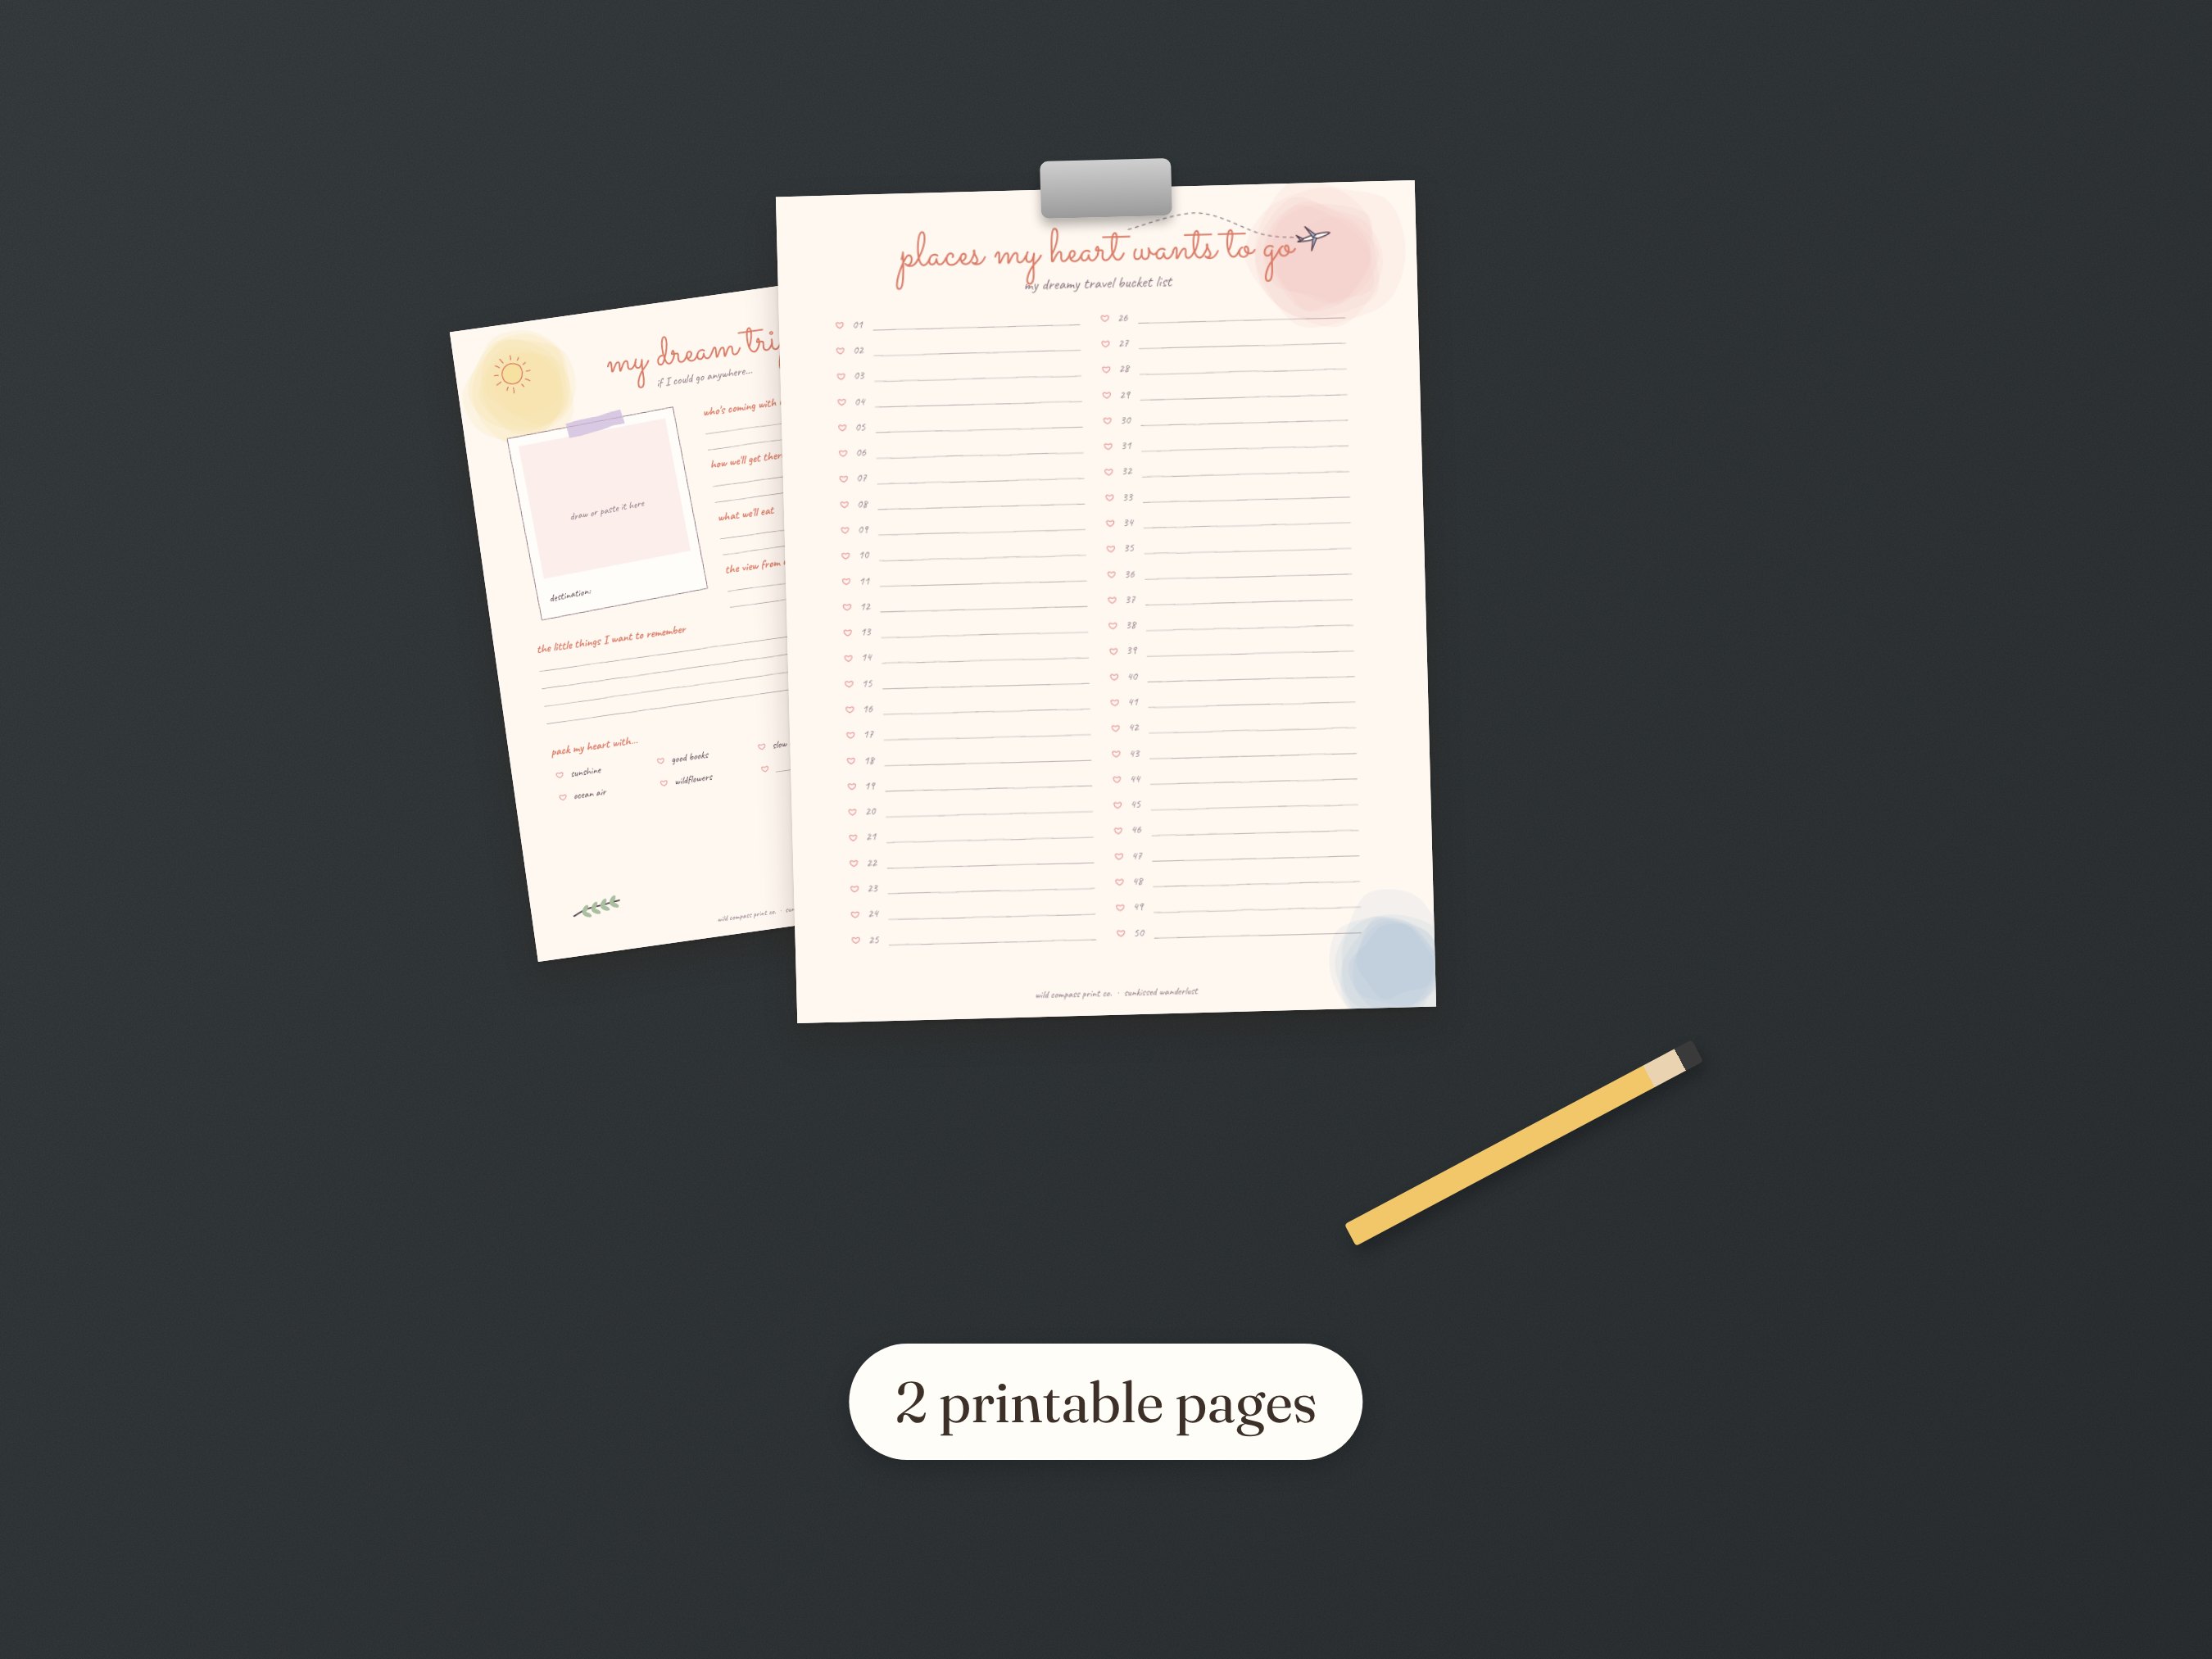 places my heart wants to go
my dreamy travel bucket list
01
02
03
04
05
06
07
08
09
10
11
12
13
14
15
16
17
18
19
20
21
22
23
24
25
26
27
28
29
30
31
32
33
34
35
36
37
38
39
40
41
42
43
44
45
46
47
48
49
50
wild compass print co. · sunkissed wanderlust
my dream
if I could go anywhere...
who's coming with
how we'll get
what we'll eat
the view from
draw or paste it here
destination:
the little things I want to remember
pack my heart with...
sunshine
good books
slow
ocean air
wildflowers
wild compass print co. ·
2 printable pages